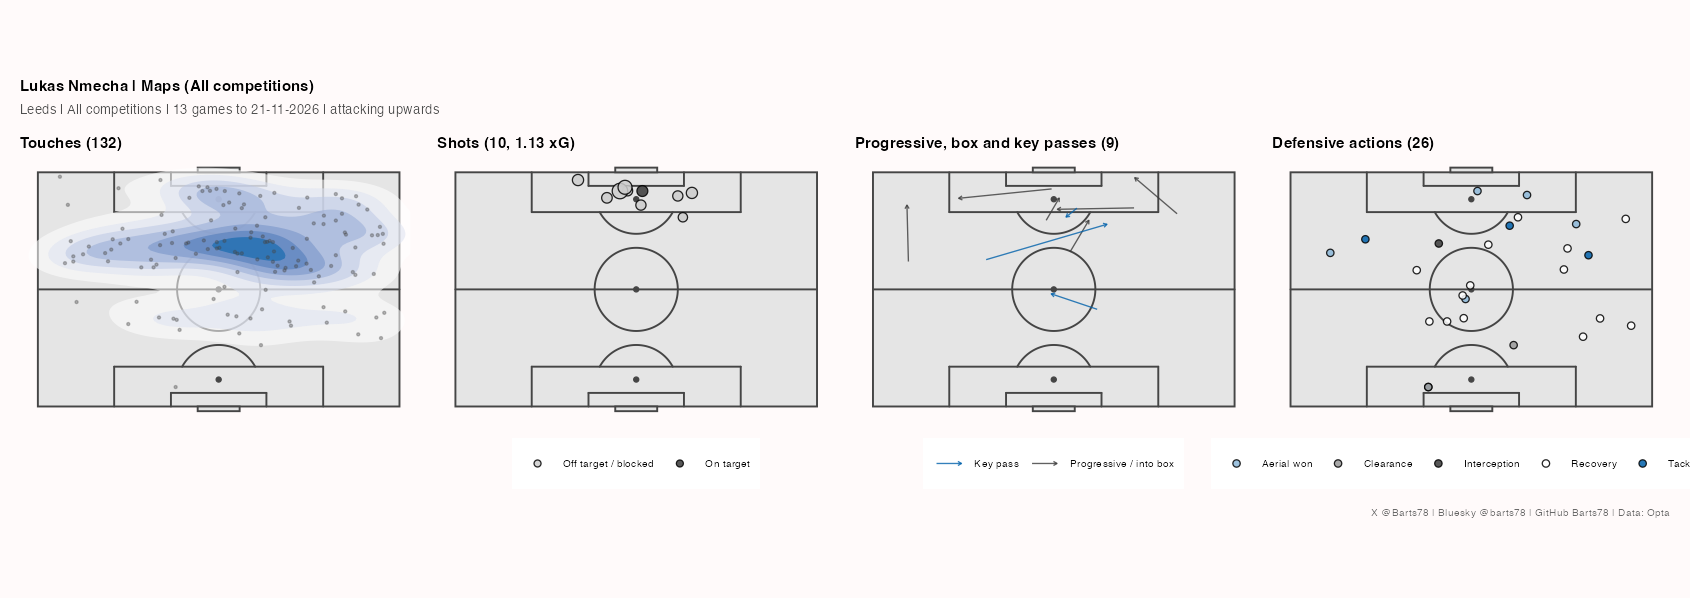 Lukas Nmecha | Maps (All competitions)
Leeds | All competitions | 13 games to 21-11-2026 | attacking upwards
Touches (132)
Shots (10, 1.13 xG)
Progressive, box and key passes (9)
Defensive actions (26)
Off target / blocked
On target
Key pass
Progressive / into box
Aerial won
Clearance
Interception
Recovery
Tack
X @Barts78 | Bluesky @barts78 | GitHub Barts78 | Data: Opta